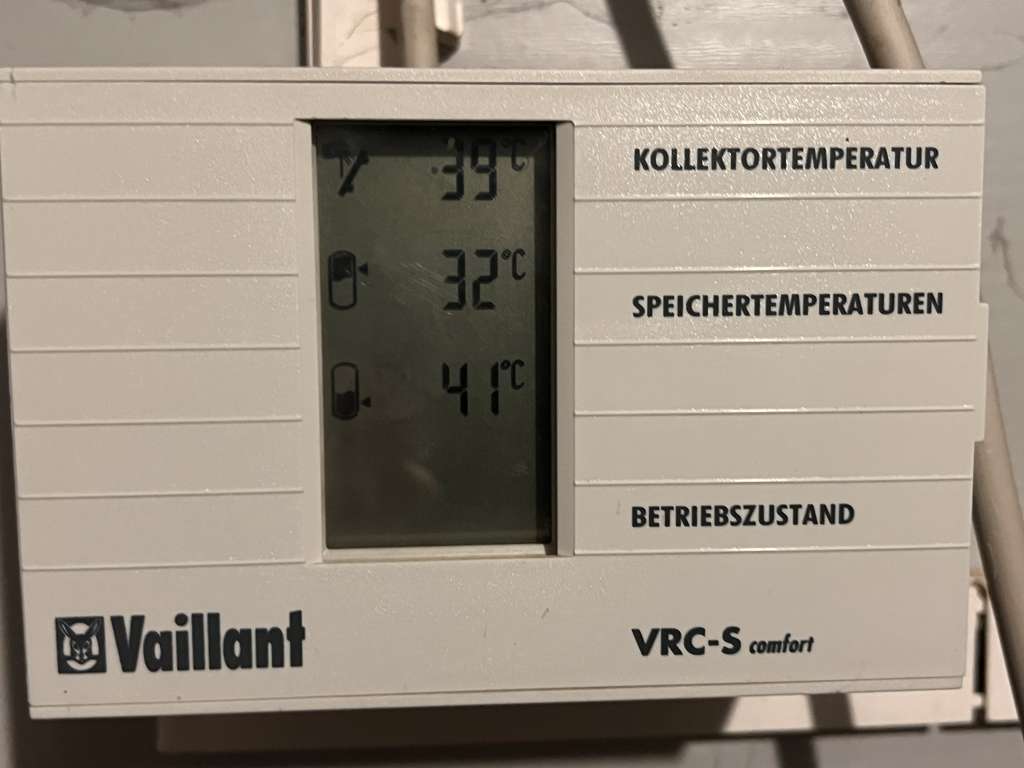 -39°C
KOLLEKTORTEMPERATUR
32°C
SPEICHERTEMPERATUREN
41°C
BETRIEBSZUSTAND
Vaillant
VRC-S comfort